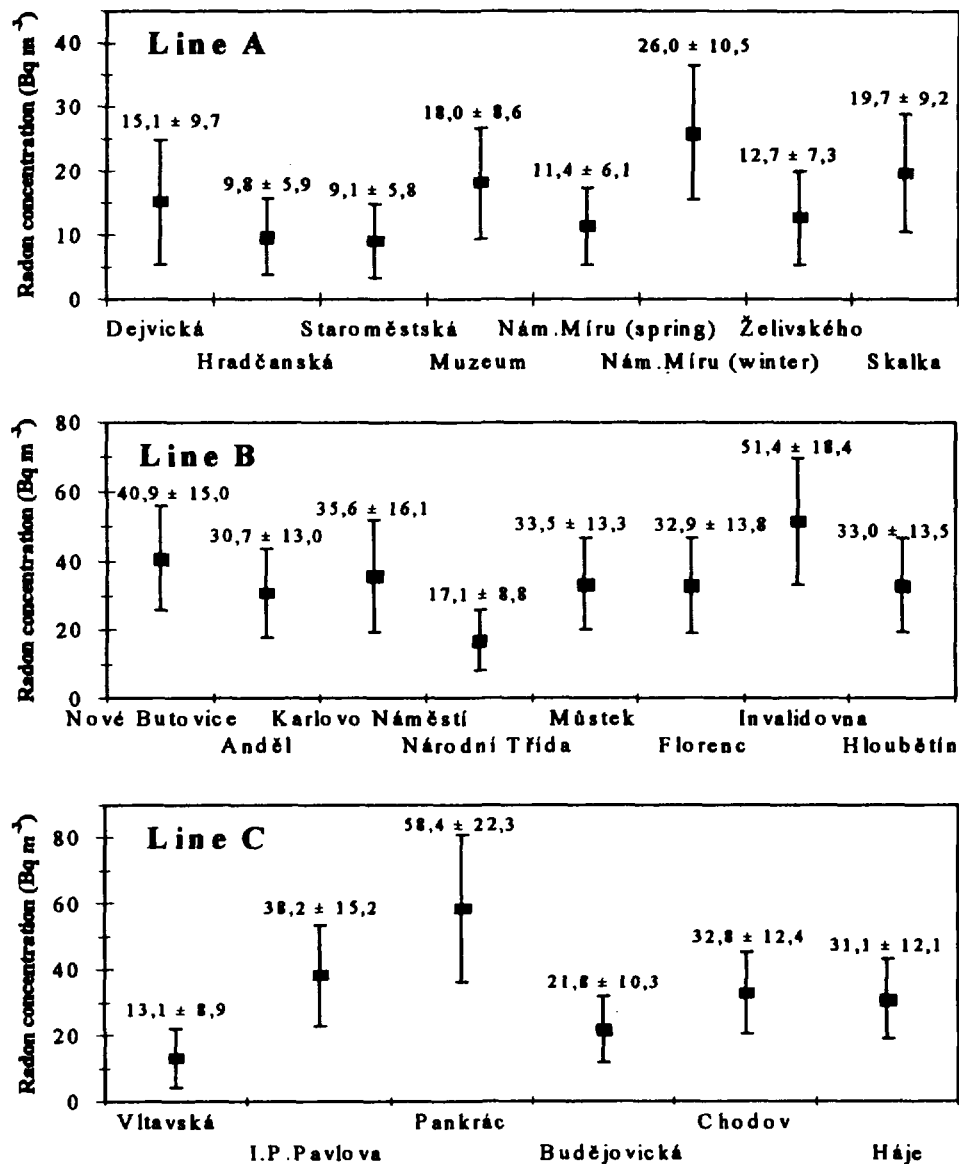 Line A
Radon concentration (Bq m⁻³)
40
30
20
10
0
15,1 ± 9,7
9,8 ± 5,9
9,1 ± 5,8
18,0 ± 8,6
11,4 ± 6,1
26,0 ± 10,5
12,7 ± 7,3
19,7 ± 9,2
Dejvická Staroměstská Nám.Míru (spring) Želivského
Hradčanská Muzeum Nám.Míru (winter) Skalka
Line B
Radon concentration (Bq m⁻³)
80
60
40
20
0
40,9 ± 15,0
30,7 ± 13,0
35,6 ± 16,1
17,1 ± 8,8
33,5 ± 13,3
32,9 ± 13,8
51,4 ± 18,4
33,0 ± 13,5
Nové Butovice Karlovo Náměstí Můstek Invalidovna
Anděl Národní Třída Florenc Hloubětín
Line C
Radon concentration (Bq m⁻³)
80
60
40
20
0
13,1 ± 8,9
38,2 ± 15,2
58,4 ± 22,3
21,8 ± 10,3
32,8 ± 12,4
31,1 ± 12,1
Vltavská Pankrác Chodov
I.P.Pavlova Budějovická Háje